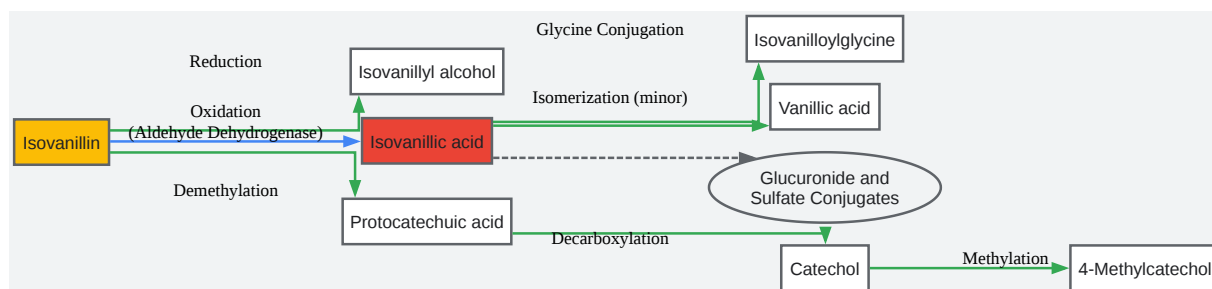 Glycine Conjugation
Isovanilloylglycine
Reduction
Isovanillyl alcohol
Isomerization (minor)
Vanillic acid
Oxidation
(Aldehyde Dehydrogenase)
Isovanillin
Isovanillic acid
Glucuronide and
Sulfate Conjugates
Demethylation
Protocatechuic acid
Decarboxylation
Catechol
Methylation
4-Methylcatechol